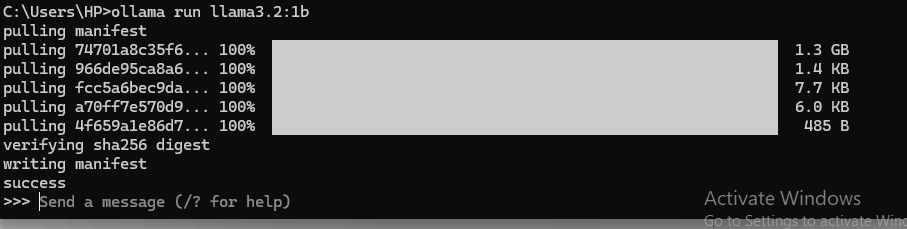 C:\Users\HP>ollama run llama3.2:1b
pulling manifest
pulling 74701a8c35f6... 100% 1.3 GB
pulling 966de95ca8a6... 100% 1.4 KB
pulling fcc5a6bec9da... 100% 7.7 KB
pulling a70ff7e570d9... 100% 6.0 KB
pulling 4f659a1e86d7... 100% 485 B
verifying sha256 digest
writing manifest
success
>>> Send a message (/? for help)
Activate Windows
Go to Settings to activate Win